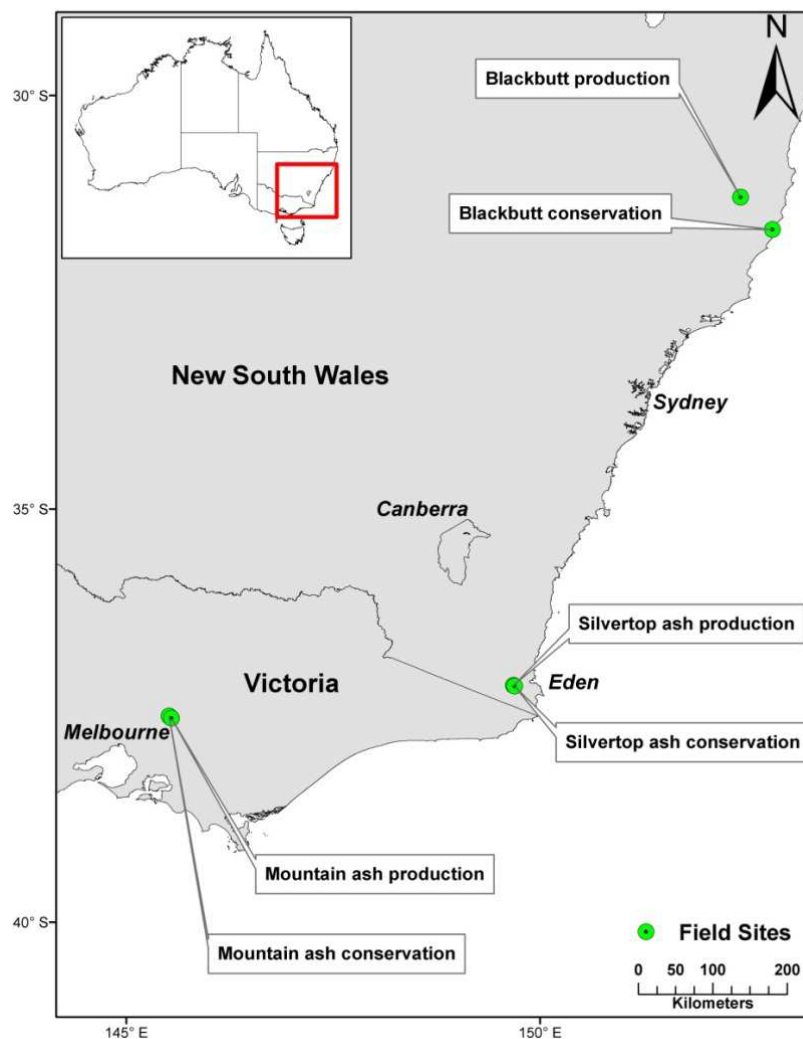 N
30° S
Blackbutt production
Blackbutt conservation
New South Wales
Sydney
35° S
Canberra
Silvertop ash production
Victoria
Eden
Melbourne
Silvertop ash conservation
Mountain ash production
40° S
Mountain ash conservation
Field Sites
0 50 100 200
Kilometers
145° E 150° E